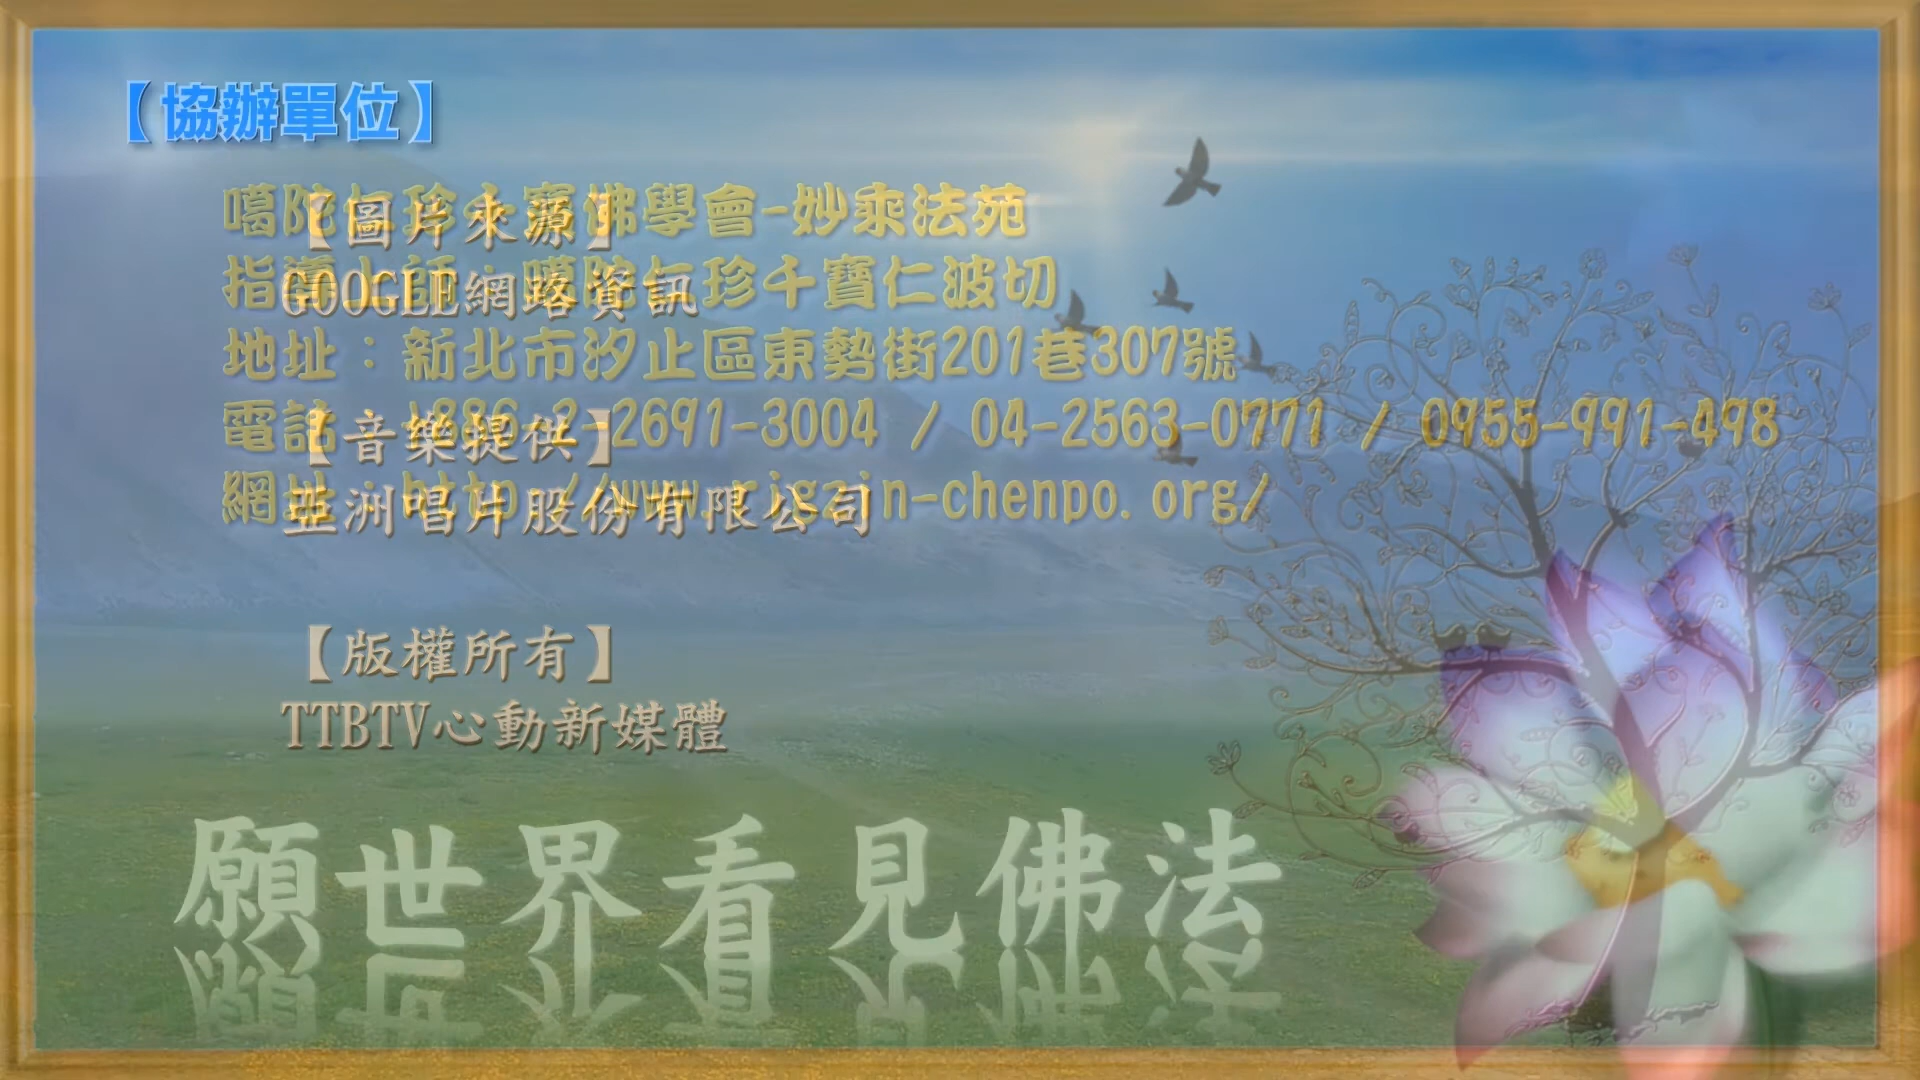 【協辦單位】
噶陀仁珍千寶佛學會-妙乘法苑
【圖片來源】
指導上師：噶陀仁珍千寶仁波切
GOOGLE網路資訊
地址：新北市汐止區東勢街201巷307號
電話：+886-2-2691-3004 / 04-2563-0771 / 0955-991-498
【音樂提供】
網址：http://www.rigzin-chenpo.org/
亞洲唱片股份有限公司
【版權所有】
TTBTV心動新媒體
願世界看見佛法